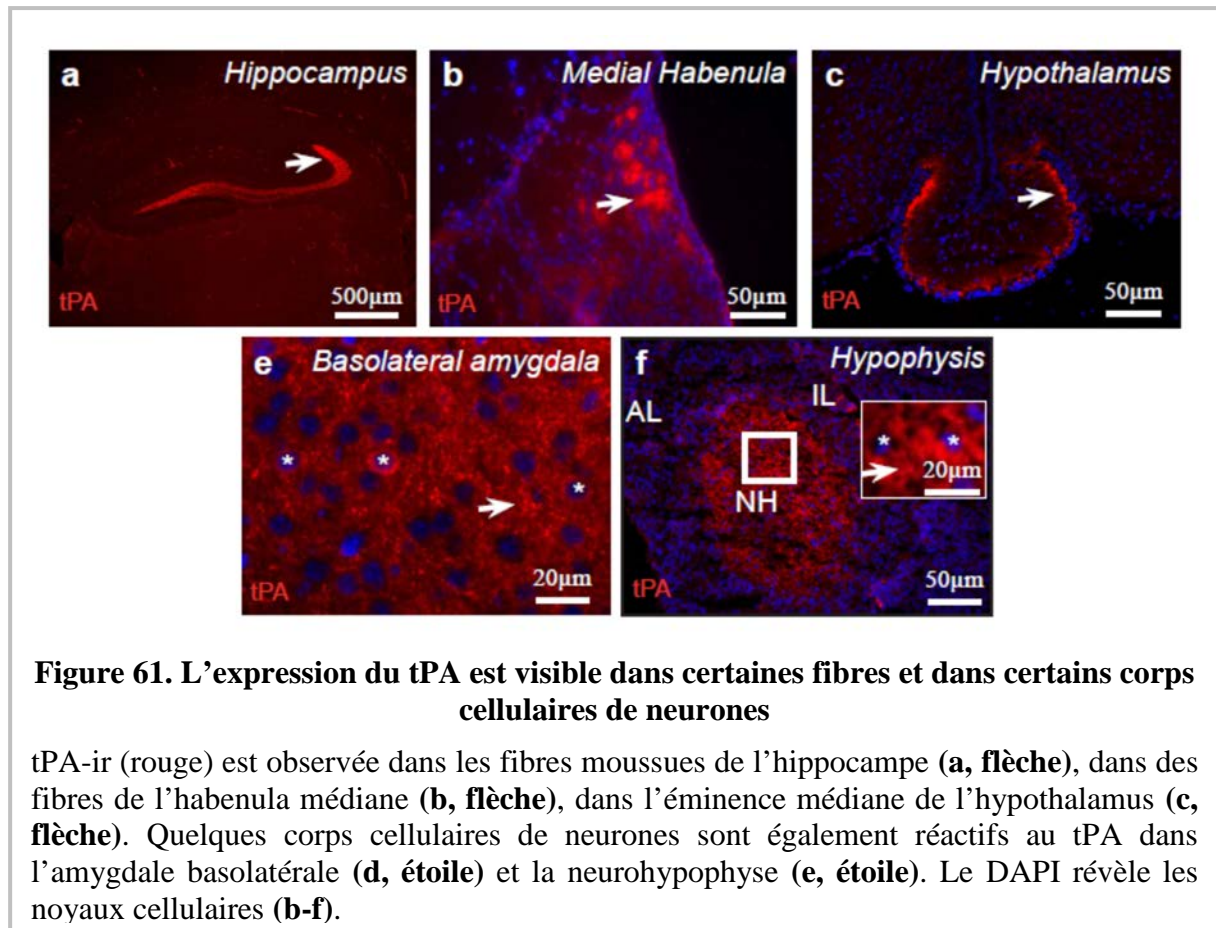 a Hippocampus
tPA 500µm
b Medial Habenula
50µm
c Hypothalamus
tPA 50µm
e Basolateral amygdala
* * *
tPA 20µm
f Hypophysis
AL IL
* *
20µm
NH
tPA 50µm
Figure 61. L’expression du tPA est visible dans certaines fibres et dans certains corps
cellulaires de neurones
tPA-ir (rouge) est observée dans les fibres moussues de l’hippocampe (a, flèche), dans des
fibres de l’habenula médiane (b, flèche), dans l’éminence médiane de l’hypothalamus (c,
flèche). Quelques corps cellulaires de neurones sont également réactifs au tPA dans
l’amygdale basolatérale (d, étoile) et la neurohypophyse (e, étoile). Le DAPI révèle les
noyaux cellulaires (b-f).